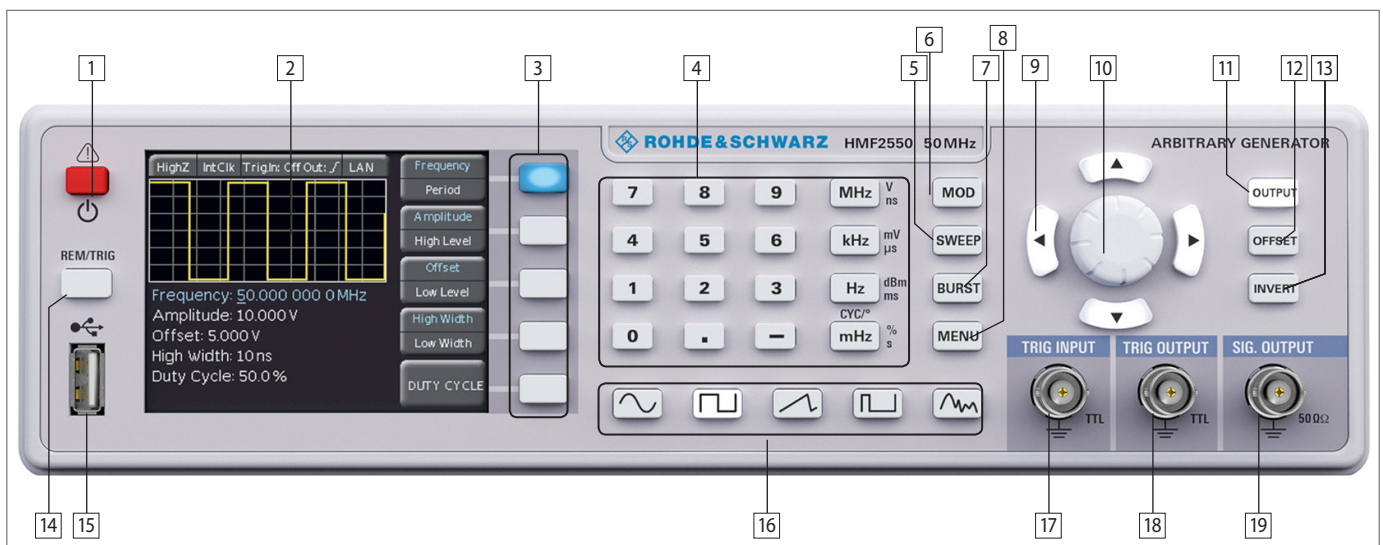 6 8
1 2 3 4 5 7 9 10 11 12 13
ROHDE&SCHWARZ HMF2550 50 MHz
ARBITRARY GENERATOR
HighZ IntClk Trig.In: Off Out: LAN
Frequency
Period
Amplitude
High Level
Offset
Low Level
High Width
Low Width
DUTY CYCLE
Frequency: 50.000 000 0 MHz
Amplitude: 10.000 V
Offset: 5.000 V
High Width: 10 ns
Duty Cycle: 50.0 %
REM/TRIG
7 8 9 MHz V ns
4 5 6 kHz mV µs
1 2 3 Hz dBm ms
CYC/°
0 . – mHz % s
MOD
SWEEP
BURST
MENU
OUTPUT
OFFSET
INVERT
TRIG INPUT TRIG OUTPUT SIG. OUTPUT
TTL TTL 50ΩΩ
14 15 16 17 18 19